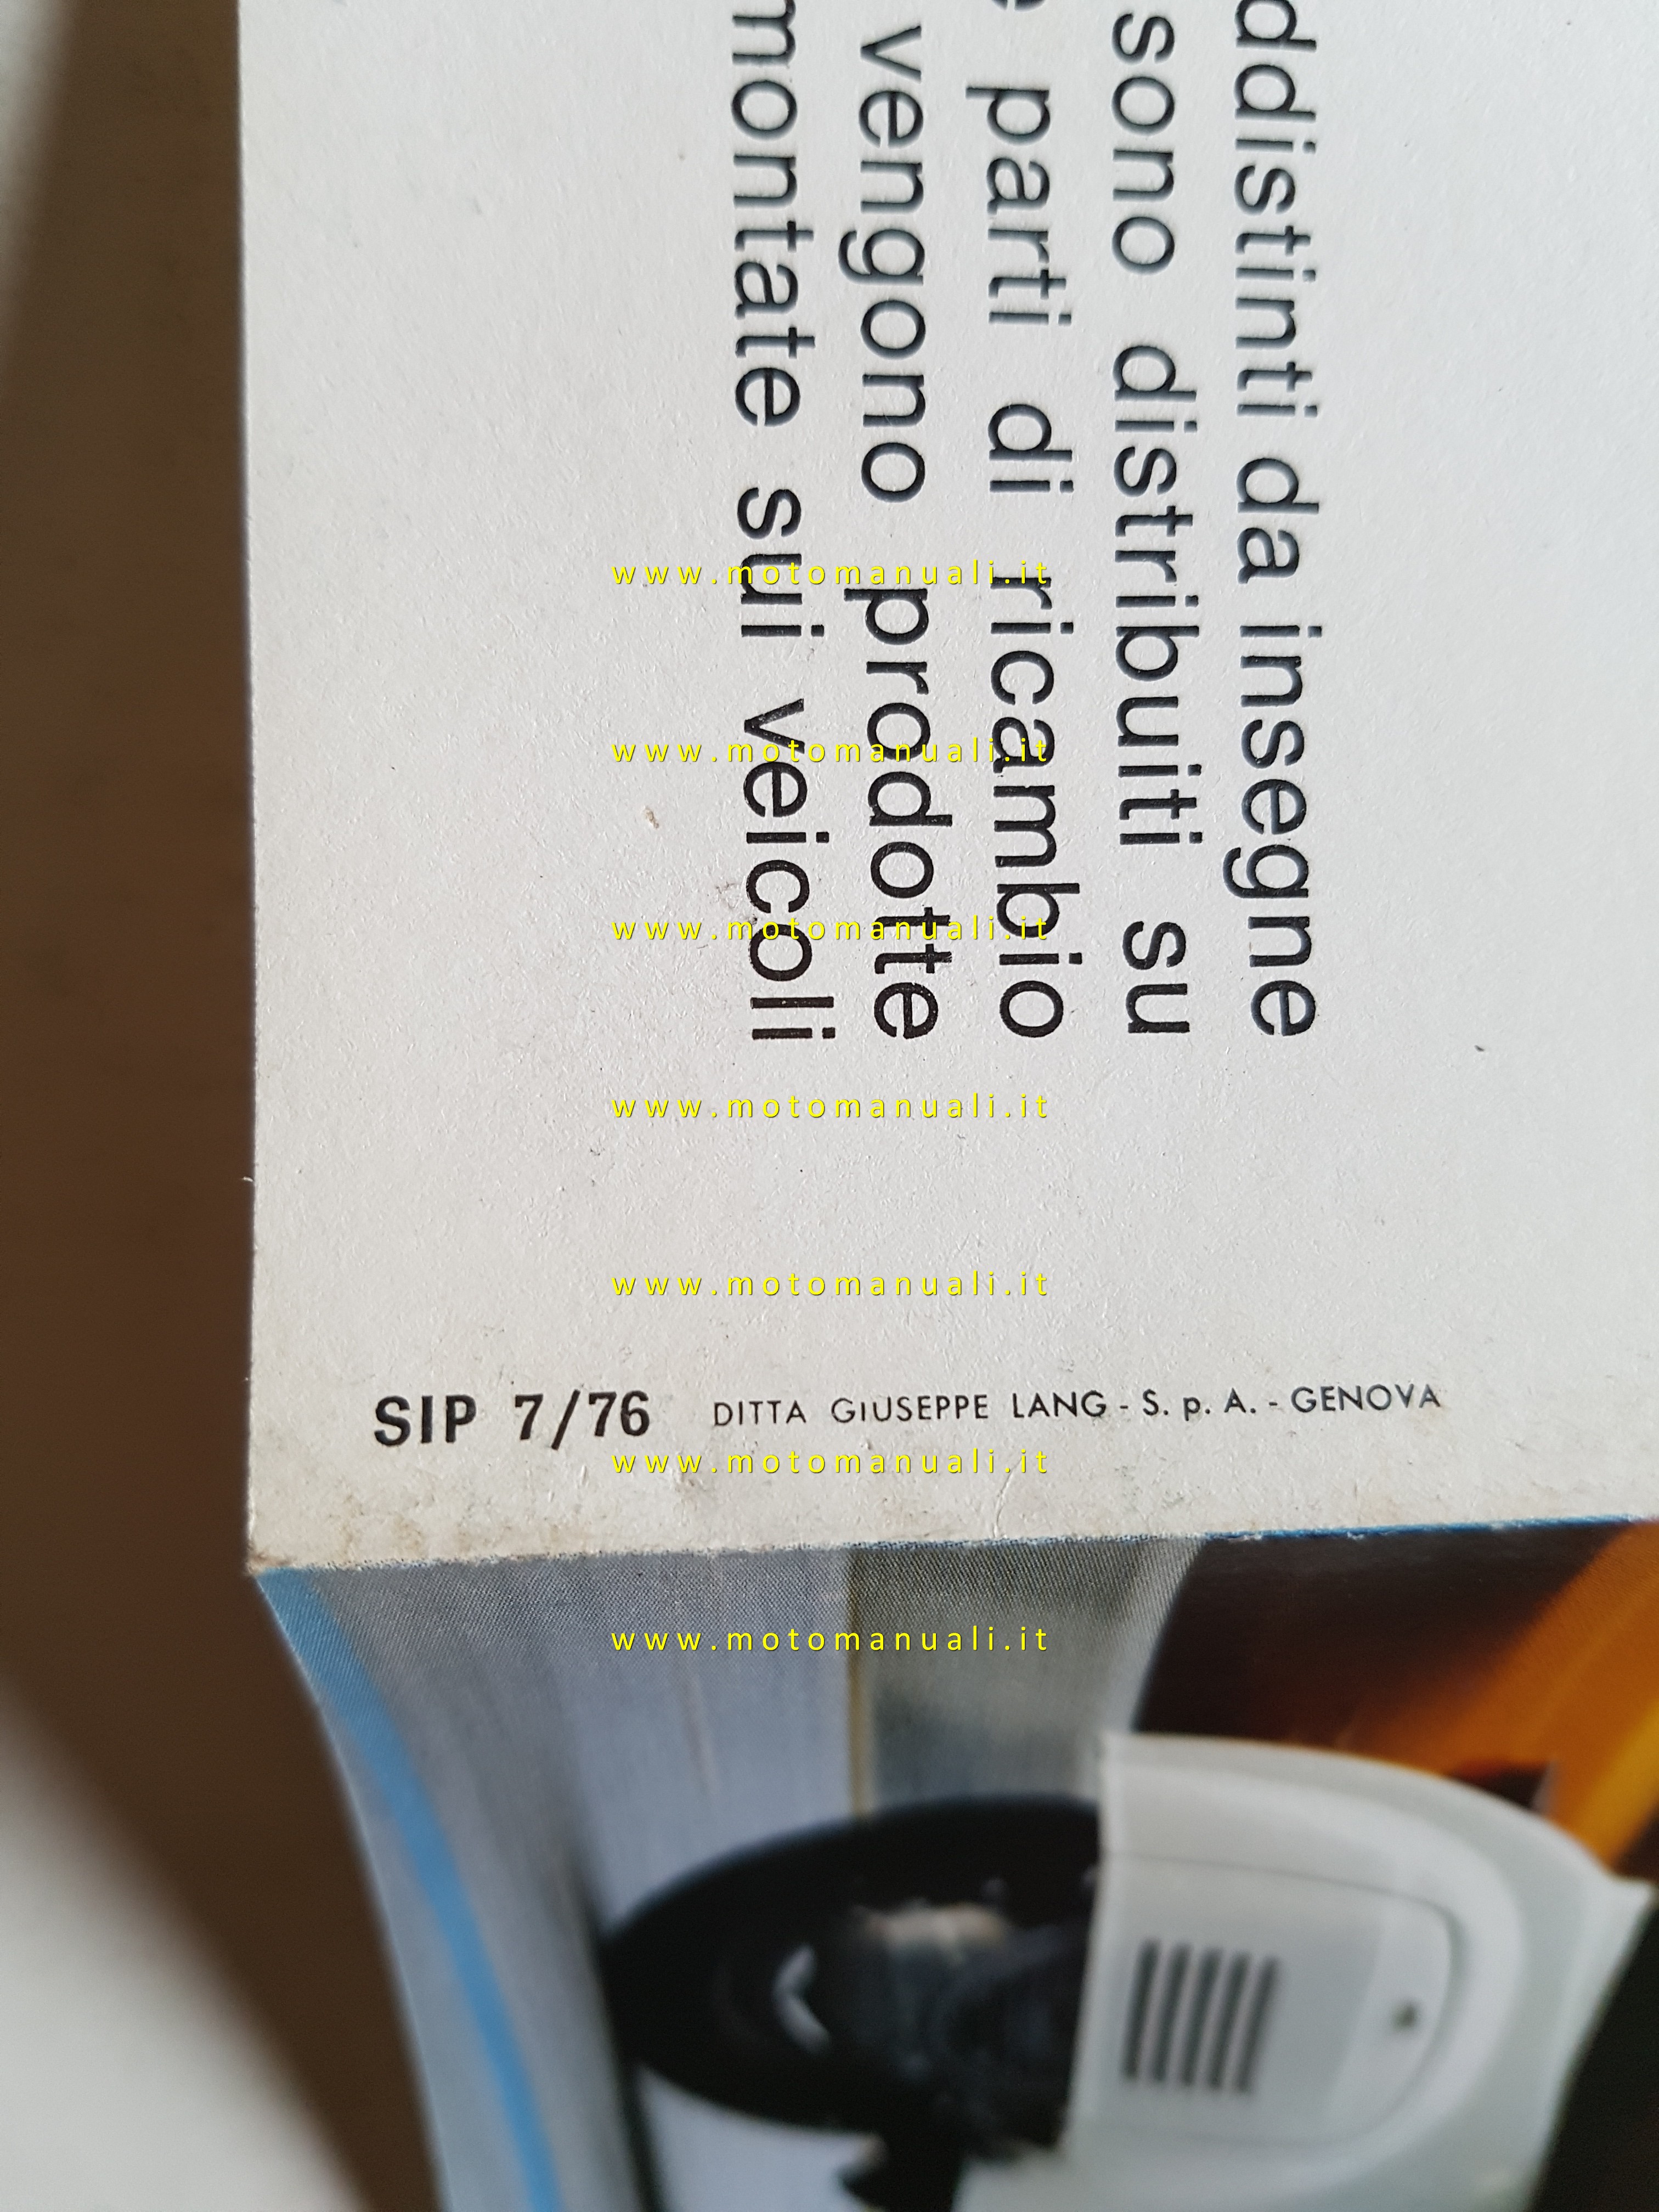 ddistinti da insegne
sono distribuiti su
parti di ricambio
vengono prodotte
montate sui veicoli
SIP 7/76 DITTA GIUSEPPE LANG - S. p. A. - GENOVA
www.motomanuali.it
www.motomanuali.it
www.motomanuali.it
www.motomanuali.it
www.motomanuali.it
www.motomanuali.it
www.motomanuali.it